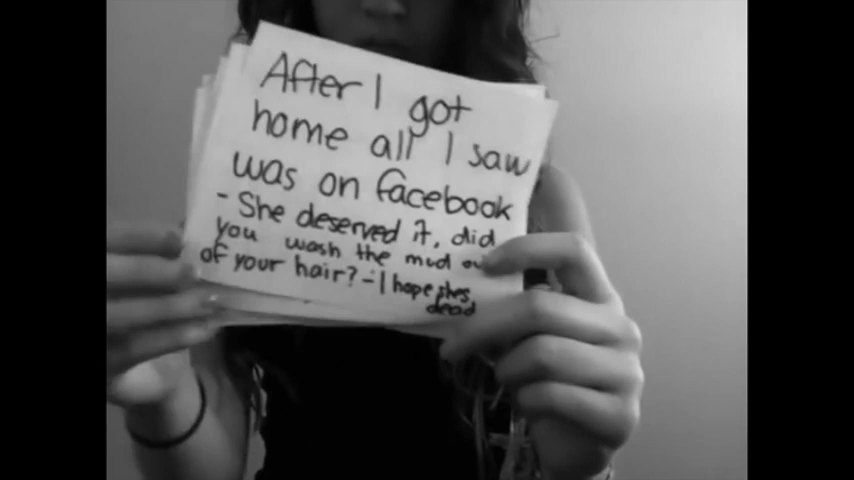 After I got
home all I saw
was on facebook
- She deserved it, did
you wash the mud
of your hair? - I hope shes
dead